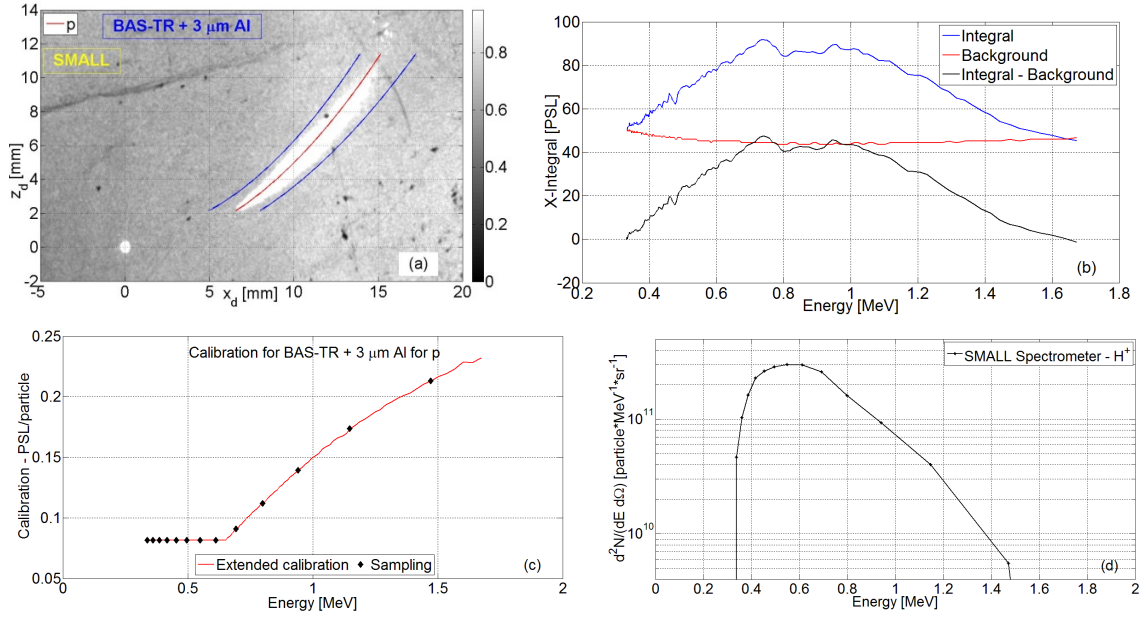 14
12
10
8
6
4
2
0
-2
z_d [mm]
p
BAS-TR + 3 μm Al
SMALL
(a)
-5 0 5 10 15 20
x_d [mm]
0.8
0.6
0.4
0.2
0
100
80
60
40
20
0
-20
X-Integral [PSL]
Integral
Background
Integral - Background
(b)
0.2 0.4 0.6 0.8 1 1.2 1.4 1.6 1.8
Energy [MeV]
0.25
0.2
0.15
0.1
0.05
Calibration - PSL/particle
Calibration for BAS-TR + 3 μm Al for p
Extended calibration
Sampling
(c)
0 0.5 1 1.5 2
Energy [MeV]
10^11
10^10
d^2N/(dE dΩ) [particle*MeV^-1*sr^-1]
SMALL Spectrometer - H^+
(d)
0 0.2 0.4 0.6 0.8 1 1.2 1.4 1.6 1.8 2
Energy [MeV]